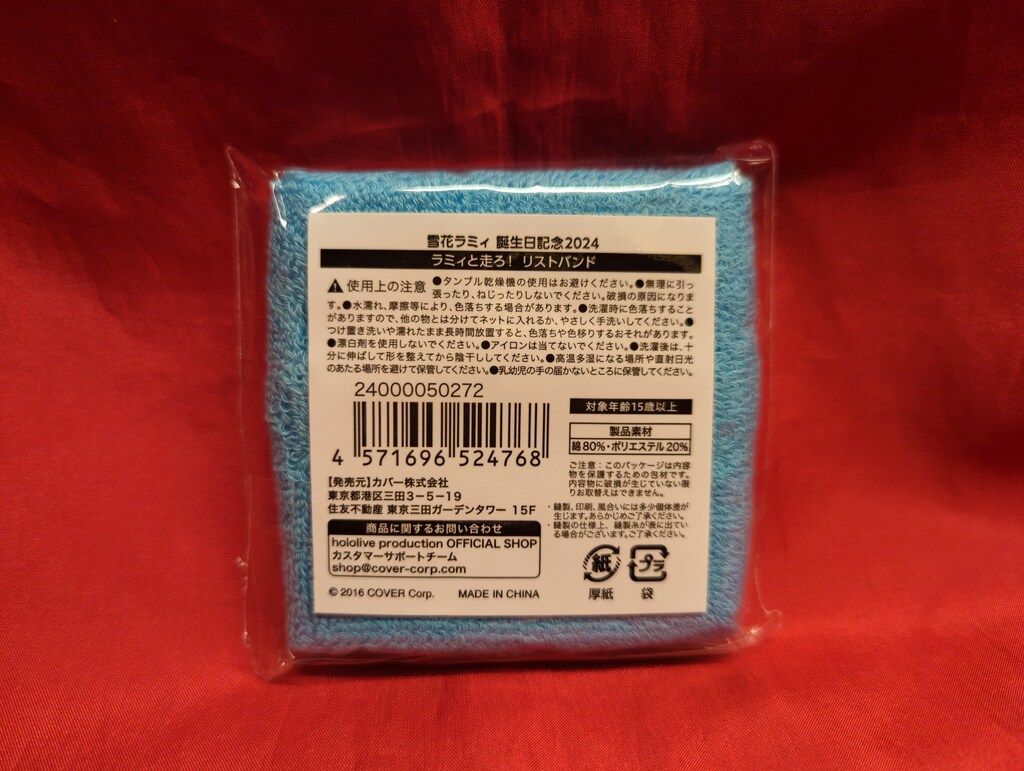 雪花ラミィ 誕生日記念2024
ラミィと走ろ! リストバンド
使用上の注意 ●タンブル乾燥機の使用はお避けください。●無理に引っ
張ったり、ねじったりしないでください。破損の原因になりま
す。●水濡れ、摩擦等により、色落ちする場合があります。●洗濯時に色落ちすること
がありますので、他の物とは分けてネットに入れるか、やさしく手洗いしてください。●
つけ置き洗いや濡れたまま長時間放置すると、色落ちや色移りするおそれがあります。
●漂白剤を使用しないでください。●アイロンは当てないでください。●洗濯後は、十
分に伸ばして形を整えてから陰干ししてください。●高温多湿になる場所や直射日光
のあたる場所を避けて保管してください。●乳幼児の手の届かないところに保管してください。
24000050272
4 571696 524768
【発売元】カバー株式会社
東京都港区三田3-5-19
住友不動産 東京三田ガーデンタワー 15F
商品に関するお問い合わせ
hololive production OFFICIAL SHOP
カスタマーサポートチーム
shop@cover-corp.com
© 2016 COVER Corp. MADE IN CHINA
対象年齢15歳以上
製品素材
綿80%・ポリエステル20%
ご注意:このパッケージは内容
物を保護するための包材です。
内容物に破損が生じていない限
りお取替えはできません。
・縫製、印刷、風合いには多少個体差が
生じます。あらかじめご了承ください。
・縫製の仕様上、縫製糸が表に出てい
る場合がございます。ご了承ください。
紙 プラ
厚紙 袋